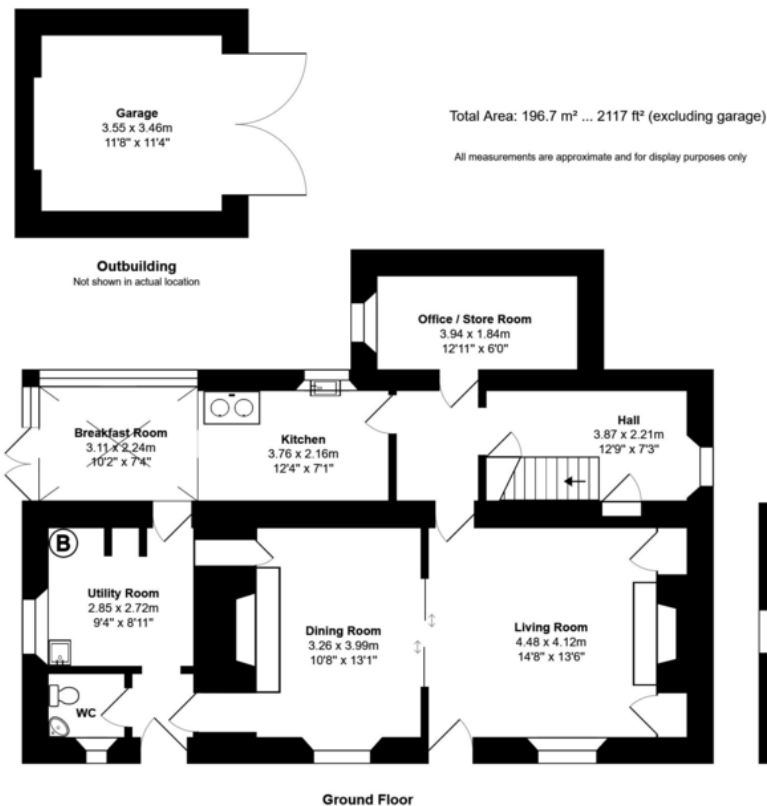 Garage
3.55 x 3.46m
11'8" x 11'4"
Total Area: 196.7 m² ... 2117 ft² (excluding garage)
All measurements are approximate and for display purposes only
Outbuilding
Not shown in actual location
Office / Store Room
3.94 x 1.84m
12'11" x 6'0"
Breakfast Room
3.11 x 2.24m
10'2" x 7'4"
Kitchen
3.76 x 2.16m
12'4" x 7'1"
Hall
3.87 x 2.21m
12'9" x 7'3"
B
Utility Room
2.85 x 2.72m
9'4" x 8'11"
Dining Room
3.26 x 3.99m
10'8" x 13'1"
Living Room
4.48 x 4.12m
14'8" x 13'6"
WC
Ground Floor